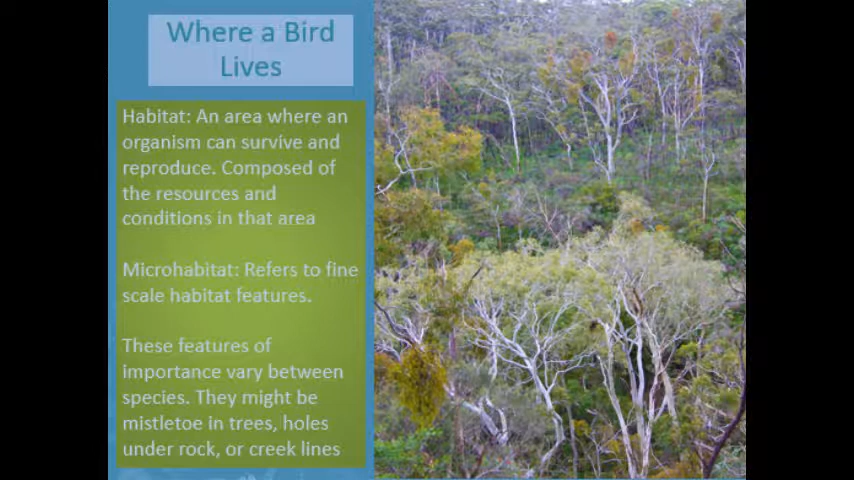 Where a Bird
Lives
Habitat: An area where an
organism can survive and
reproduce. Composed of
the resources and
conditions in that area
Microhabitat: Refers to fine
scale habitat features.
These features of
importance vary between
species. They might be
mistletoe in trees, holes
under rock, or creek lines